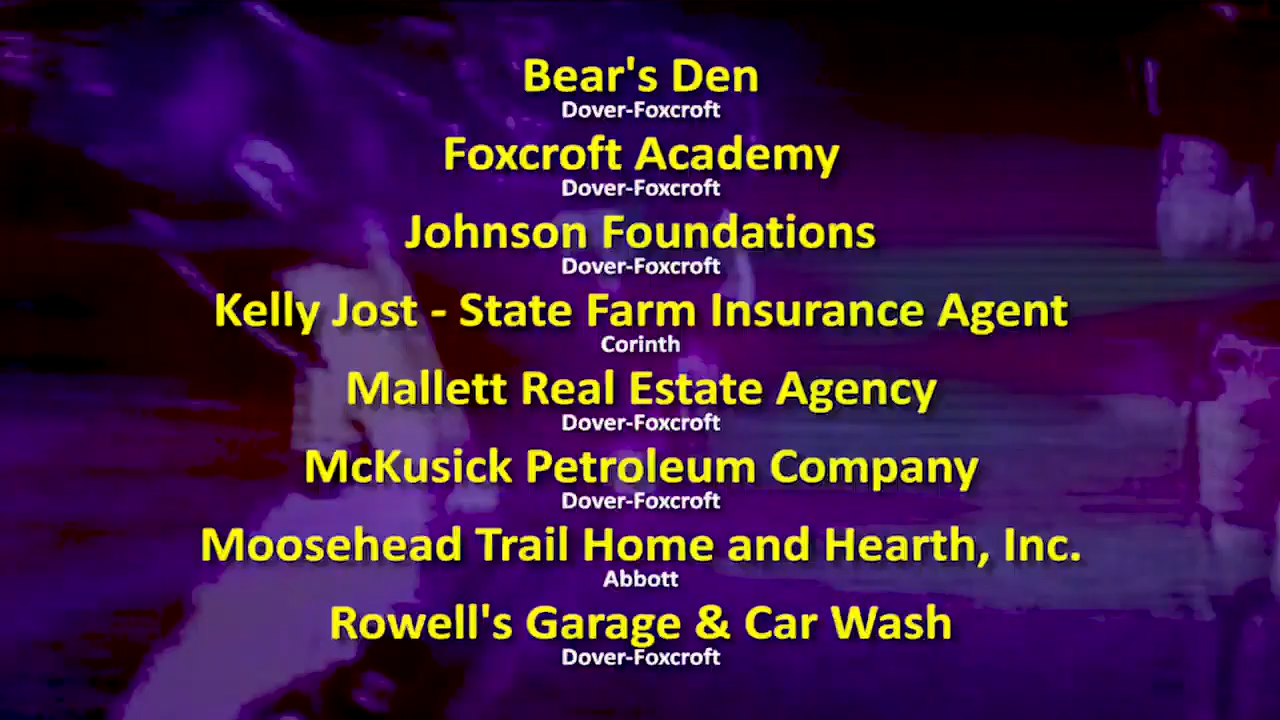 Bear's Den
Dover-Foxcroft
Foxcroft Academy
Dover-Foxcroft
Johnson Foundations
Dover-Foxcroft
Kelly Jost - State Farm Insurance Agent
Corinth
Mallett Real Estate Agency
Dover-Foxcroft
McKusick Petroleum Company
Dover-Foxcroft
Moosehead Trail Home and Hearth, Inc.
Abbott
Rowell's Garage & Car Wash
Dover-Foxcroft